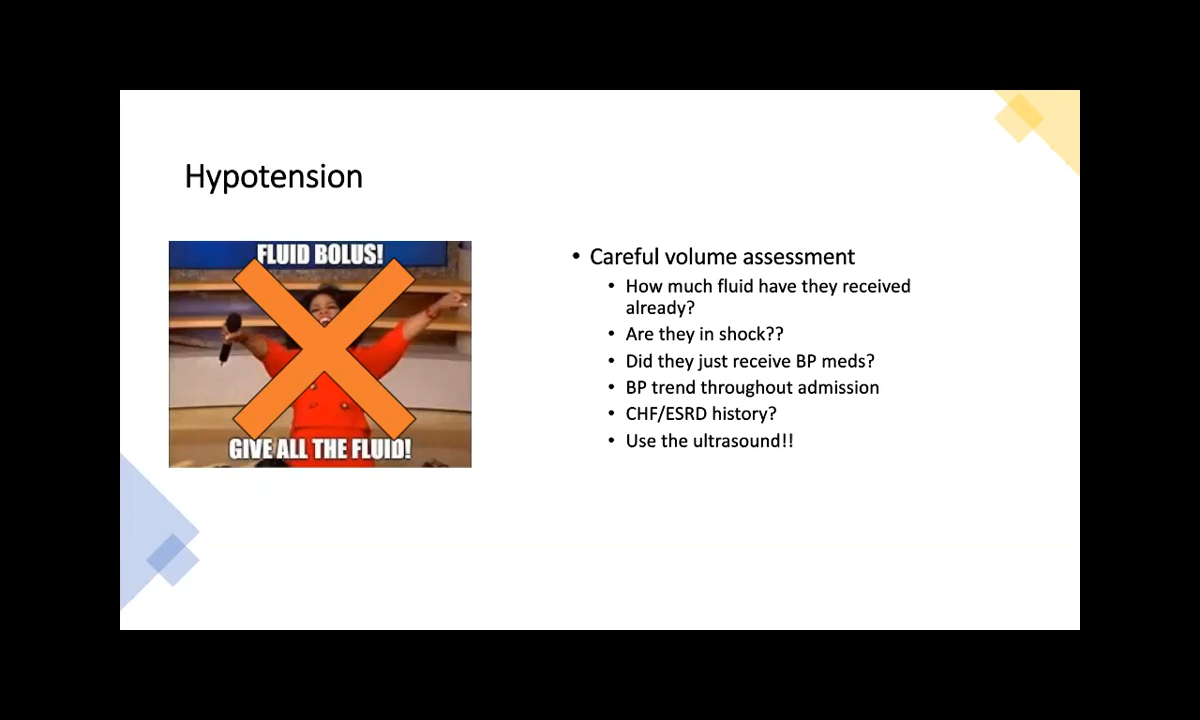 Hypotension
FLUID BOLUS!
GIVE ALL THE FLUID!
• Careful volume assessment
• How much fluid have they received
already?
• Are they in shock??
• Did they just receive BP meds?
• BP trend throughout admission
• CHF/ESRD history?
• Use the ultrasound!!